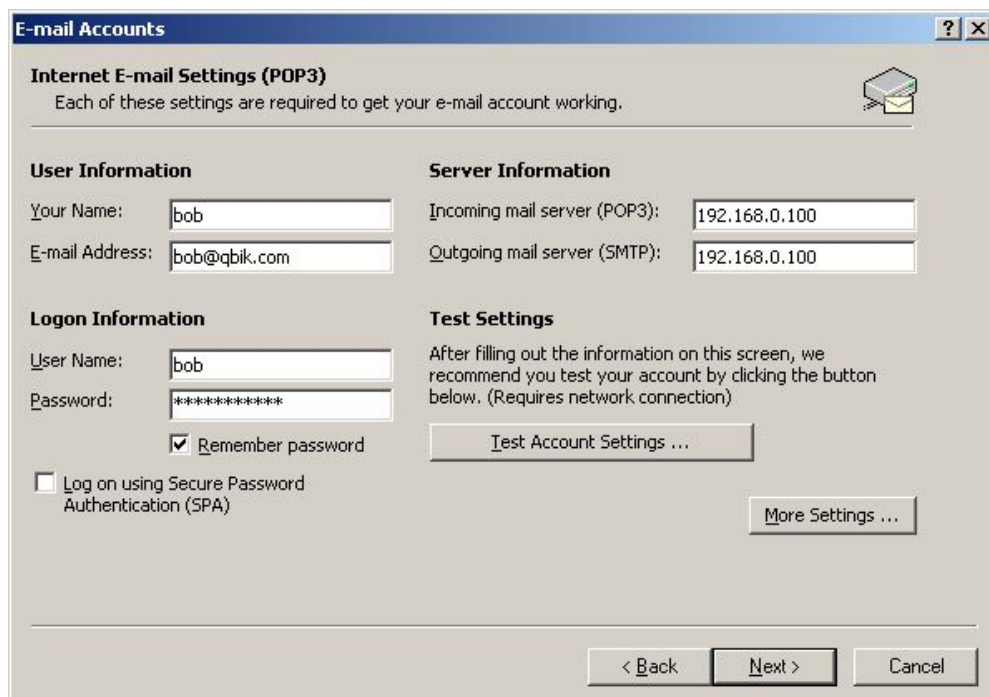 E-mail Accounts
Internet E-mail Settings (POP3)
Each of these settings are required to get your e-mail account working.
User Information
Your Name: bob
E-mail Address: bob@qbik.com
Server Information
Incoming mail server (POP3): 192.168.0.100
Outgoing mail server (SMTP): 192.168.0.100
Logon Information
User Name: bob
Password: ***********
Remember password
Log on using Secure Password
Authentication (SPA)
Test Settings
After filling out the information on this screen, we
recommend you test your account by clicking the button
below. (Requires network connection)
Test Account Settings ...
More Settings ...
< Back
Next >
Cancel